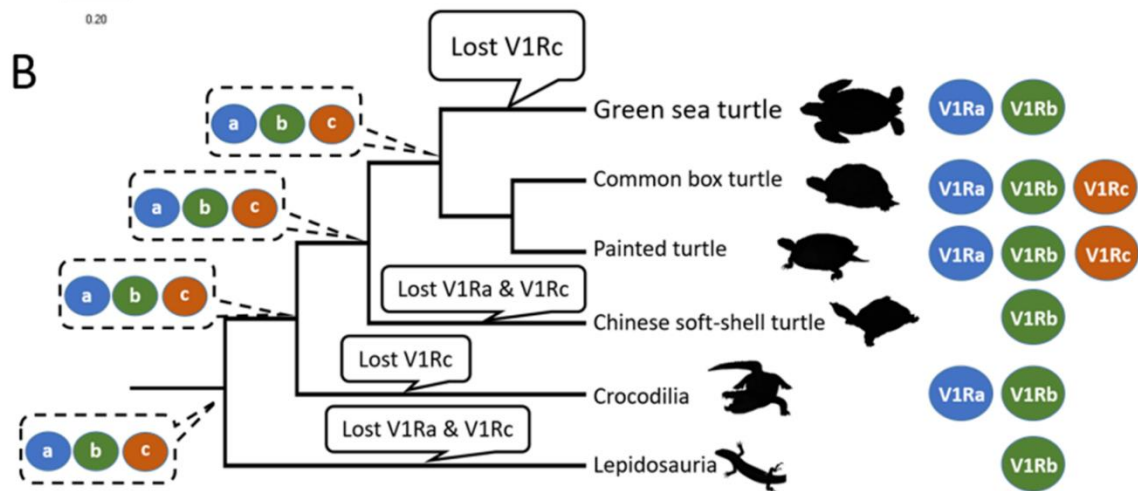 0.20
B
Lost V1Rc
a b c
Green sea turtle V1Ra V1Rb
a b c
Common box turtle V1Ra V1Rb V1Rc
Painted turtle V1Ra V1Rb V1Rc
a b c
Lost V1Ra & V1Rc
Chinese soft-shell turtle V1Rb
Lost V1Rc
Crocodilia V1Ra V1Rb
a b c
Lost V1Ra & V1Rc
Lepidosauria V1Rb